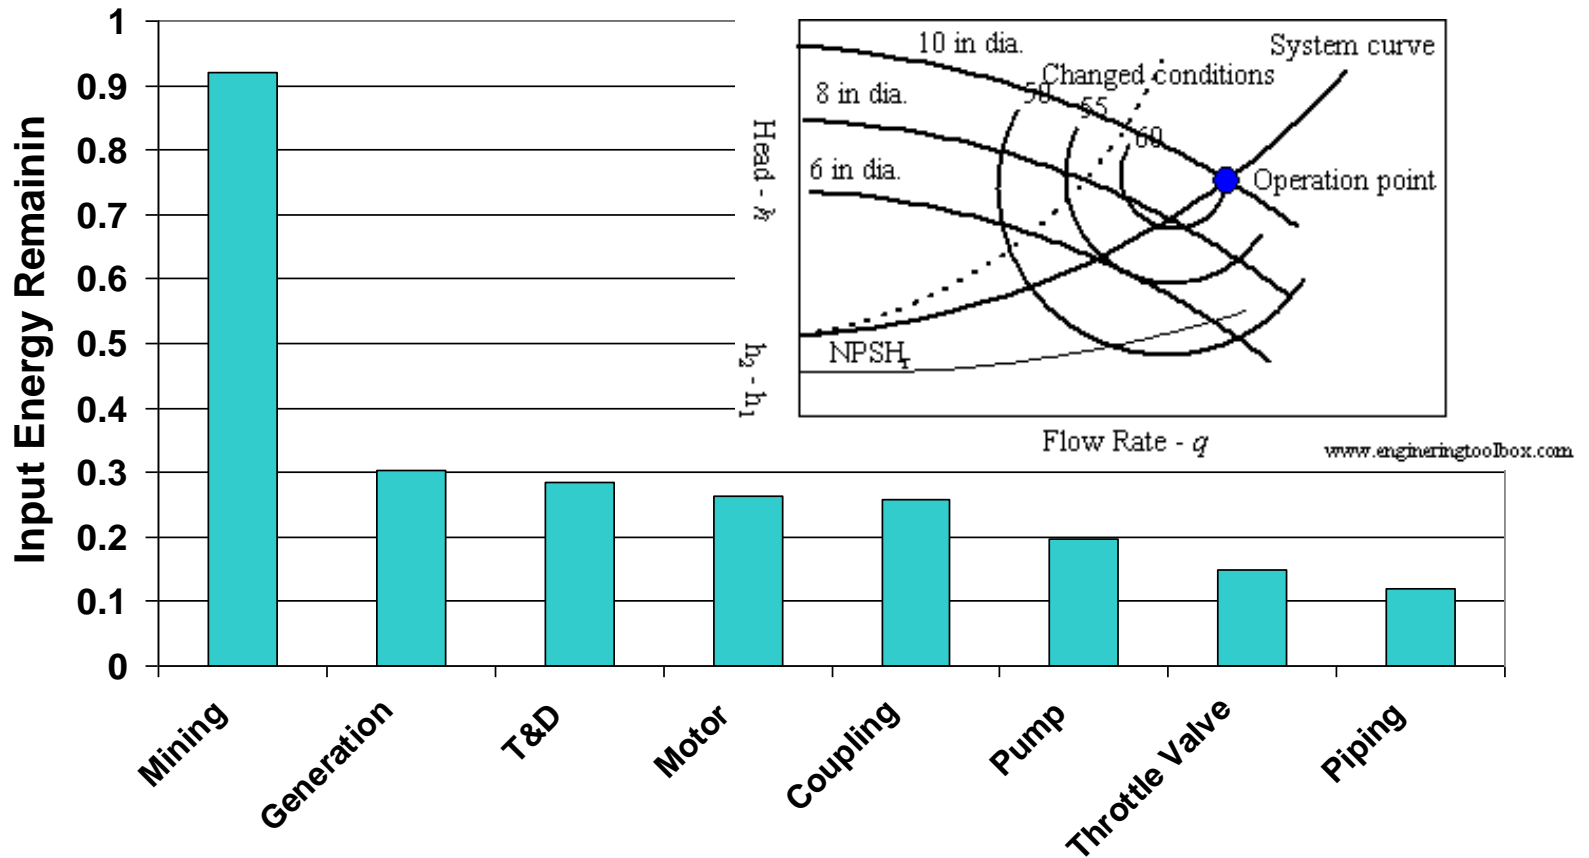 Input Energy Remainin
1
0.9
0.8
0.7
0.6
0.5
0.4
0.3
0.2
0.1
0
Mining
Generation
T&D
Motor
Coupling
Pump
Throttle Valve
Piping
10 in dia.
System curve
Changed conditions
8 in dia.
50
55
60
6 in dia.
Operation point
Head - h
h2 - h1
NPSHr
Flow Rate - q
www.engineringtoolbox.com